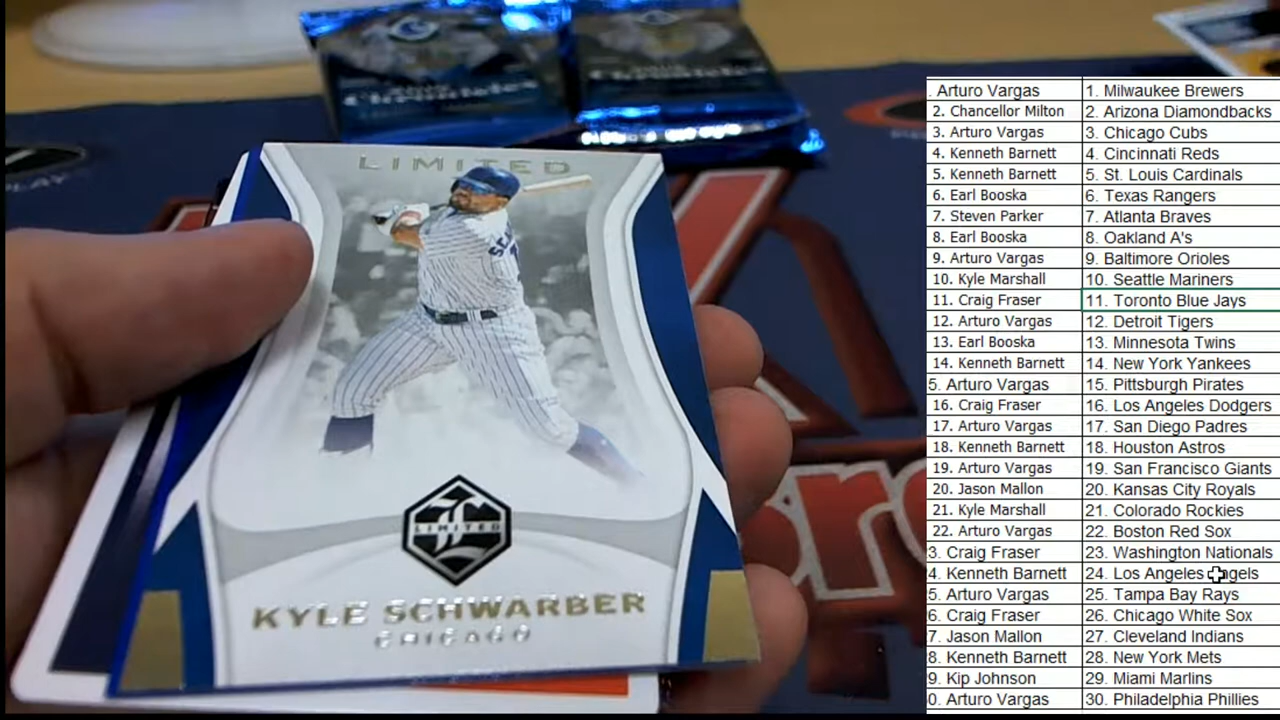 Chronicles
Chronicles
LIMITED
LIMITED
KYLE SCHWARBER
CHICAGO
PLAY
. Arturo Vargas 1. Milwaukee Brewers
2. Chancellor Milton 2. Arizona Diamondbacks
3. Arturo Vargas 3. Chicago Cubs
4. Kenneth Barnett 4. Cincinnati Reds
5. Kenneth Barnett 5. St. Louis Cardinals
6. Earl Booska 6. Texas Rangers
7. Steven Parker 7. Atlanta Braves
8. Earl Booska 8. Oakland A's
9. Arturo Vargas 9. Baltimore Orioles
10. Kyle Marshall 10. Seattle Mariners
11. Craig Fraser 11. Toronto Blue Jays
12. Arturo Vargas 12. Detroit Tigers
13. Earl Booska 13. Minnesota Twins
14. Kenneth Barnett 14. New York Yankees
5. Arturo Vargas 15. Pittsburgh Pirates
16. Craig Fraser 16. Los Angeles Dodgers
17. Arturo Vargas 17. San Diego Padres
18. Kenneth Barnett 18. Houston Astros
19. Arturo Vargas 19. San Francisco Giants
20. Jason Mallon 20. Kansas City Royals
21. Kyle Marshall 21. Colorado Rockies
22. Arturo Vargas 22. Boston Red Sox
3. Craig Fraser 23. Washington Nationals
4. Kenneth Barnett 24. Los Angeles Angels
5. Arturo Vargas 25. Tampa Bay Rays
6. Craig Fraser 26. Chicago White Sox
7. Jason Mallon 27. Cleveland Indians
8. Kenneth Barnett 28. New York Mets
9. Kip Johnson 29. Miami Marlins
0. Arturo Vargas 30. Philadelphia Phillies